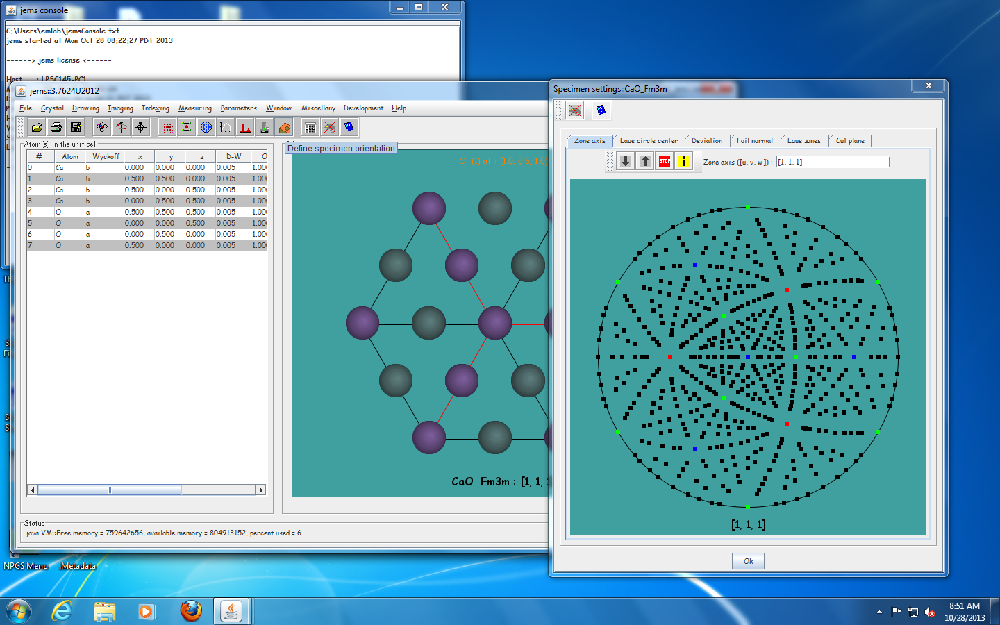 jems console
C:\Users\emlab\jemsConsole.txt
jems started at Mon Oct 28 08:22:27 PDT 2013
------> jems license <------
Host : LPSC145-PC1
jems::3.7624U2012
File Crystal Drawing Imaging Indexing Measuring Parameters Window Miscellany Development Help
Atom(s) in the unit cell
Define specimen orientation
# Atom Wyckoff x y z D-W O
0 Ca b 0.000 0.000 0.000 0.005 1.00
1 Ca b 0.500 0.500 0.000 0.005 1.00
2 Ca b 0.500 0.000 0.500 0.005 1.00
3 Ca b 0.000 0.500 0.500 0.005 1.00
4 O a 0.500 0.500 0.500 0.005 1.00
5 O a 0.000 0.000 0.500 0.005 1.00
6 O a 0.000 0.500 0.000 0.005 1.00
7 O a 0.500 0.000 0.000 0.005 1.00
O (1) at : [1.0, 0.5, 1.0]
CaO_Fm3m : [1, 1, 1
Status
java VM::Free memory = 759642656, available memory = 804913152, percent used = 6
Specimen settings::CaO_Fm3m
Zone axis Laue circle center Deviation Foil normal Laue zones Cut plane
STOP
Zone axis ([u, v, w]) : [1, 1, 1]
[1, 1, 1]
Ok
NPGS Menu .Metadata
8:51 AM
10/28/2013